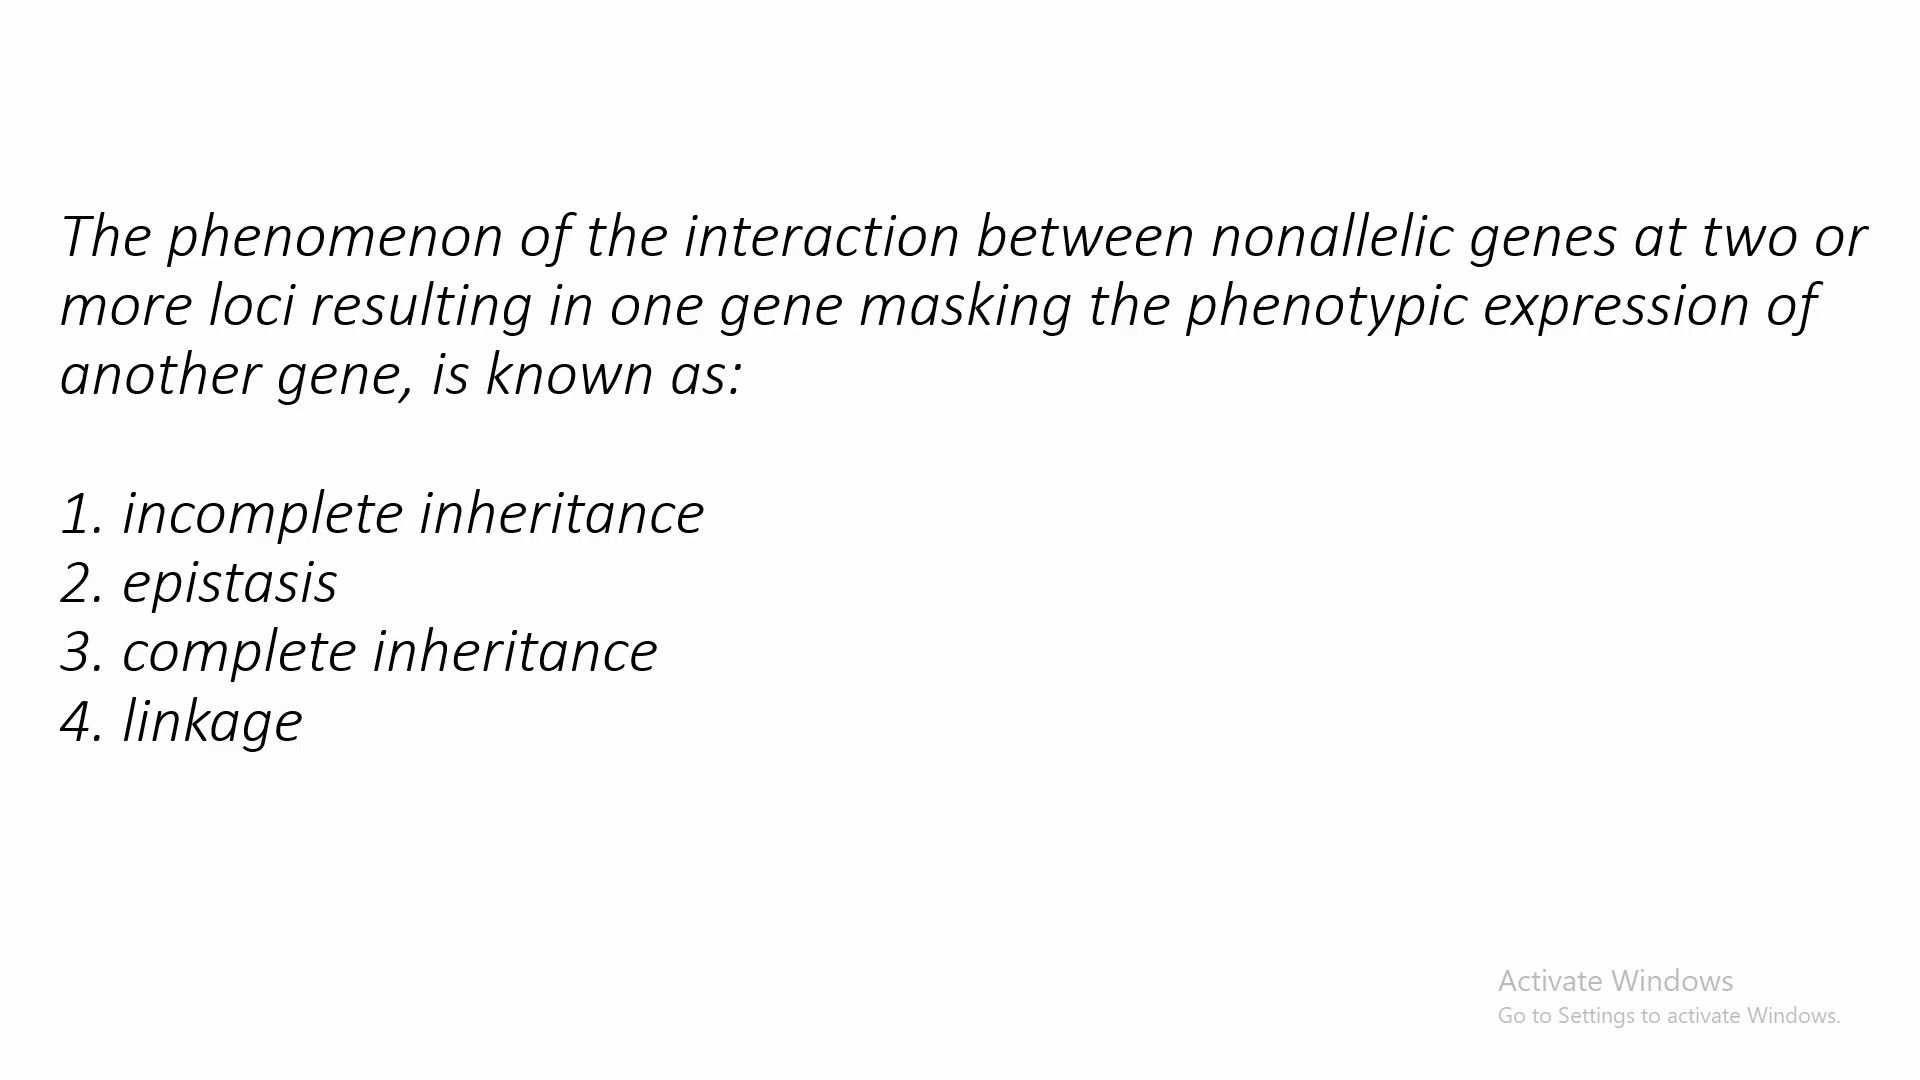 The phenomenon of the interaction between nonallelic genes at two or
more loci resulting in one gene masking the phenotypic expression of
another gene, is known as:
1. incomplete inheritance
2. epistasis
3. complete inheritance
4. linkage
Activate Windows
Go to Settings to activate Windows.